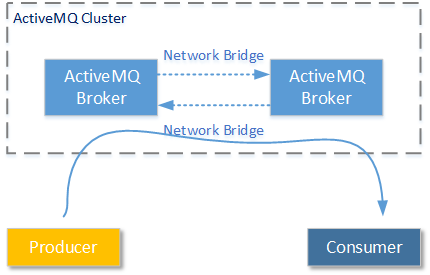 ActiveMQ Cluster
Network Bridge
ActiveMQ
Broker
ActiveMQ
Broker
Network Bridge
Producer
Consumer